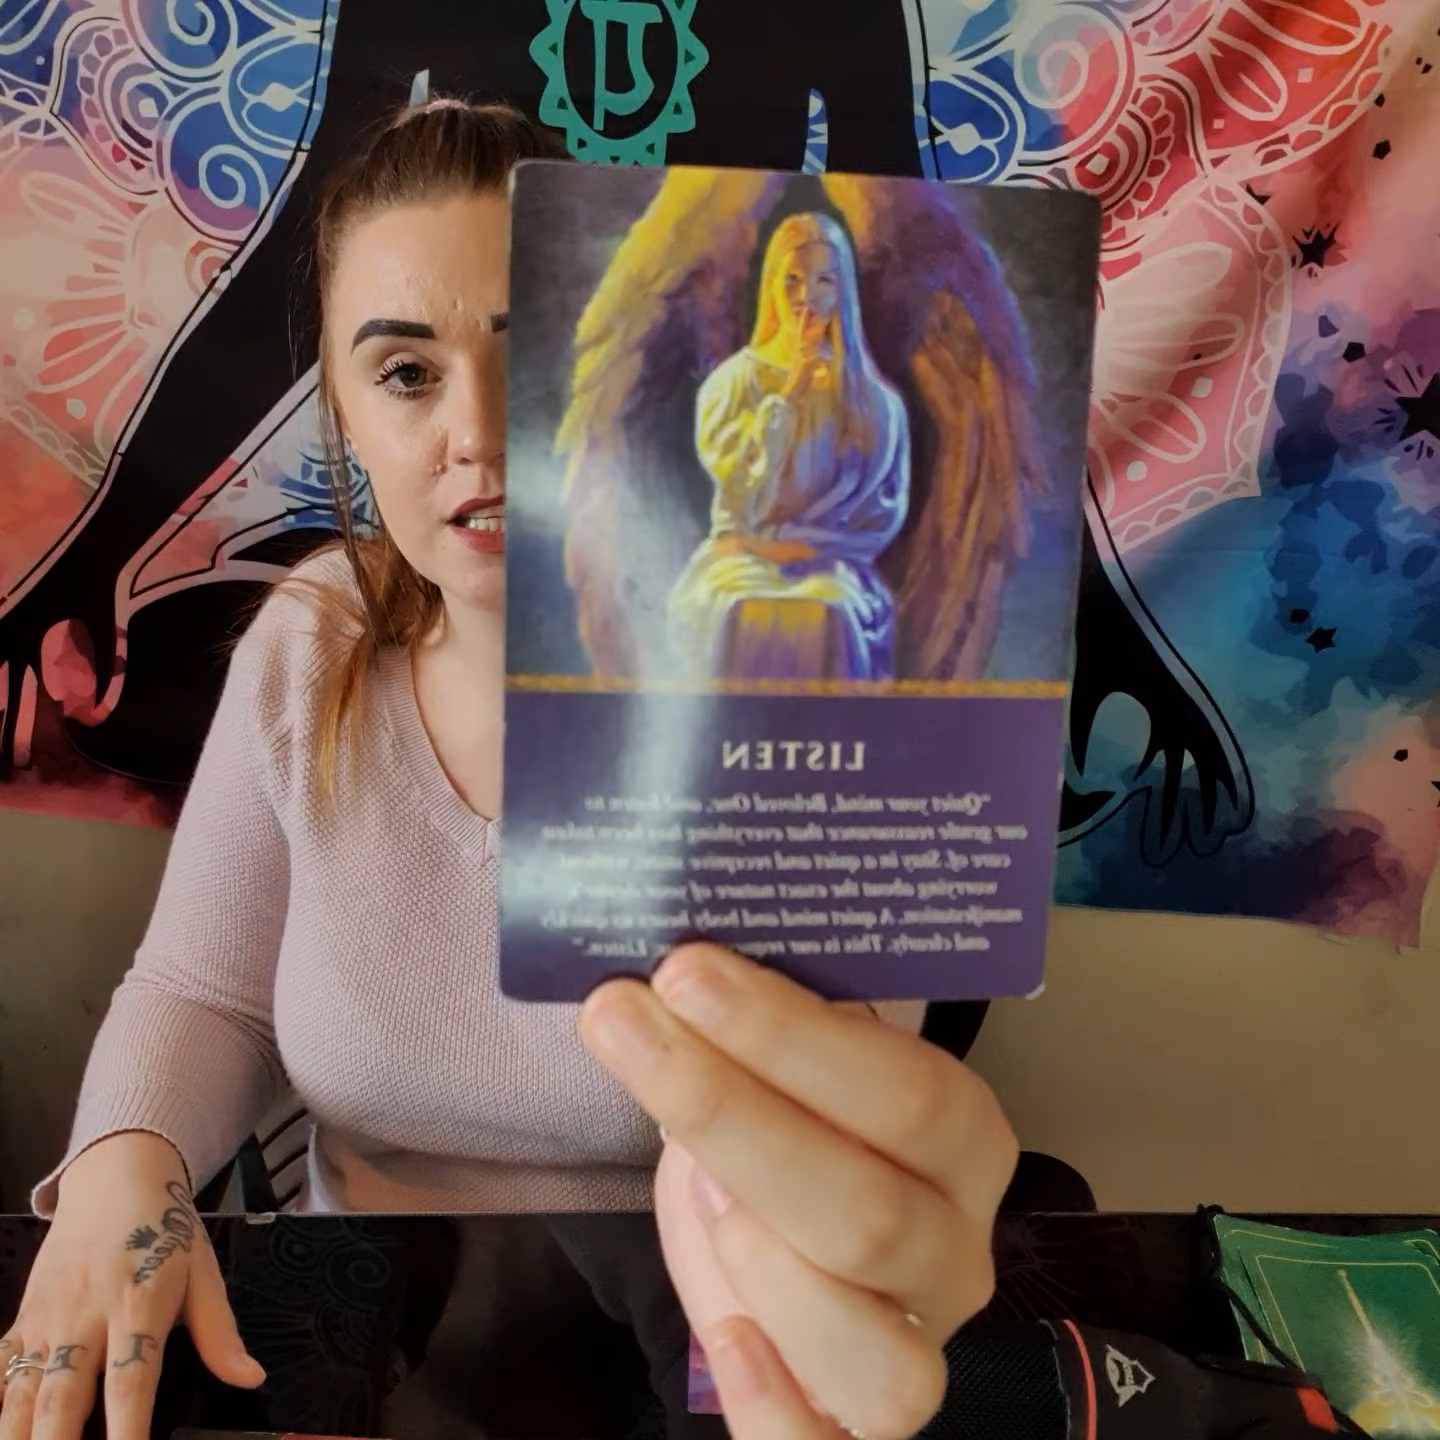 LISTEN
"Quiet your mind, Beloved One, and listen to
our gentle reassurance that everything has been taken
care of. Stay in a quiet and receptive state, without
worrying about the exact nature of your desire's
manifestation. A quiet mind and body hears us quickly
and clearly. This is our request Listen."